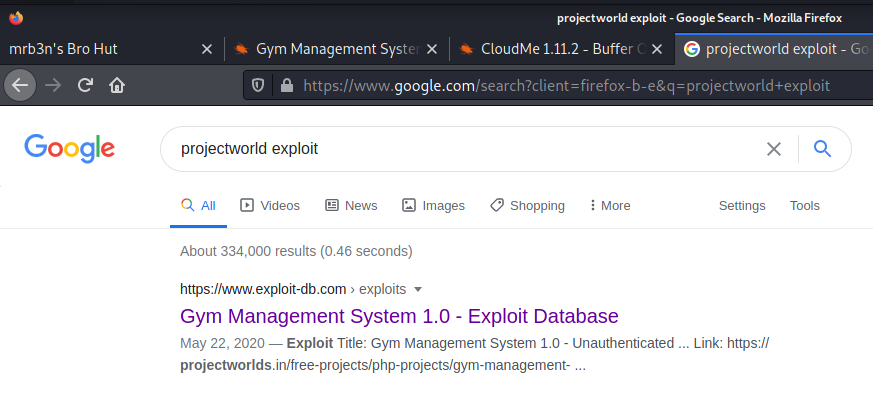 projectworld exploit - Google Search - Mozilla Firefox
mrb3n's Bro Hut
Gym Management System
CloudMe 1.11.2 - Buffer O
projectworld exploit - Go
https://www.google.com/search?client=firefox-b-e&q=projectworld+exploit
Google
projectworld exploit
All
Videos
News
Images
Shopping
More
Settings
Tools
About 334,000 results (0.46 seconds)
https://www.exploit-db.com › exploits
Gym Management System 1.0 - Exploit Database
May 22, 2020 — Exploit Title: Gym Management System 1.0 - Unauthenticated ... Link: https://
projectworlds.in/free-projects/php-projects/gym-management- ...